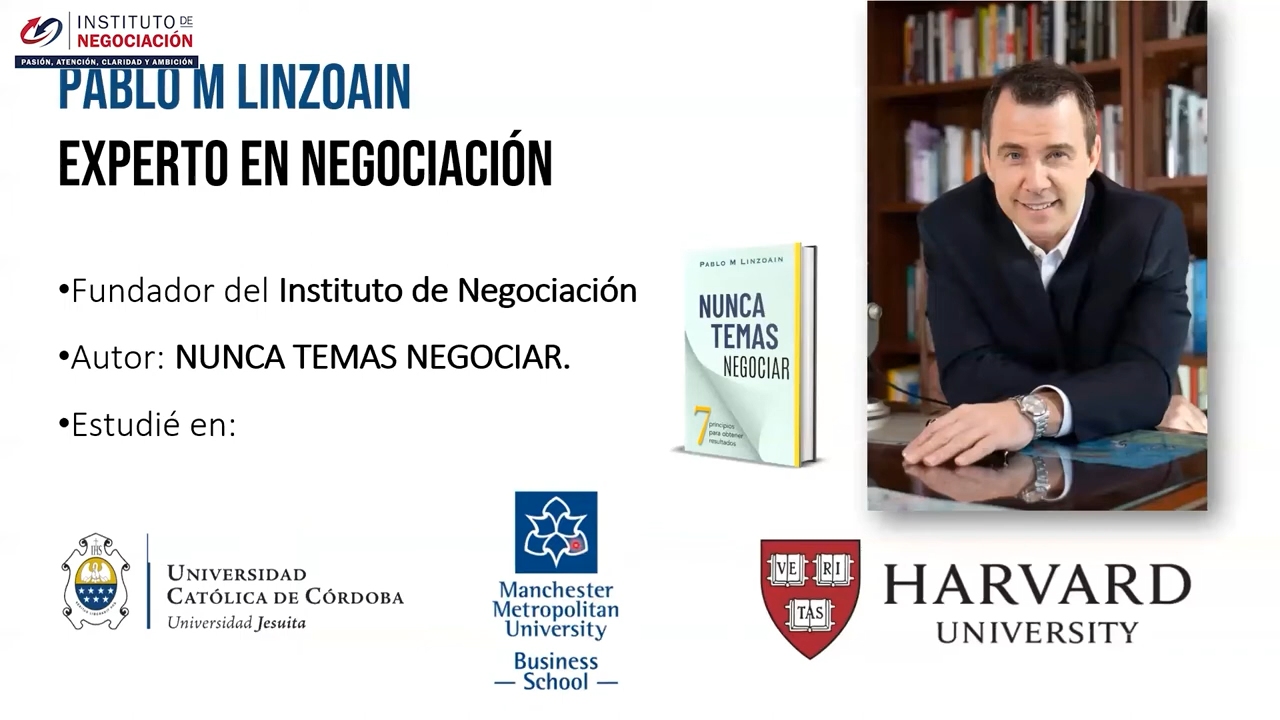 INSTITUTO DE
NEGOCIACIÓN
PASIÓN, ATENCIÓN, CLARIDAD Y AMBICIÓN
PABLO M LINZOAIN
EXPERTO EN NEGOCIACIÓN
•Fundador del Instituto de Negociación
•Autor: NUNCA TEMAS NEGOCIAR.
•Estudié en:
PABLO M LINZOAIN
NUNCA
TEMAS
NEGOCIAR
7 principios
para obtener
resultados
UNIVERSIDAD
CATÓLICA DE CÓRDOBA
Universidad Jesuita
Manchester
Metropolitan
University
Business
— School —
VE RI
TAS
HARVARD
UNIVERSITY